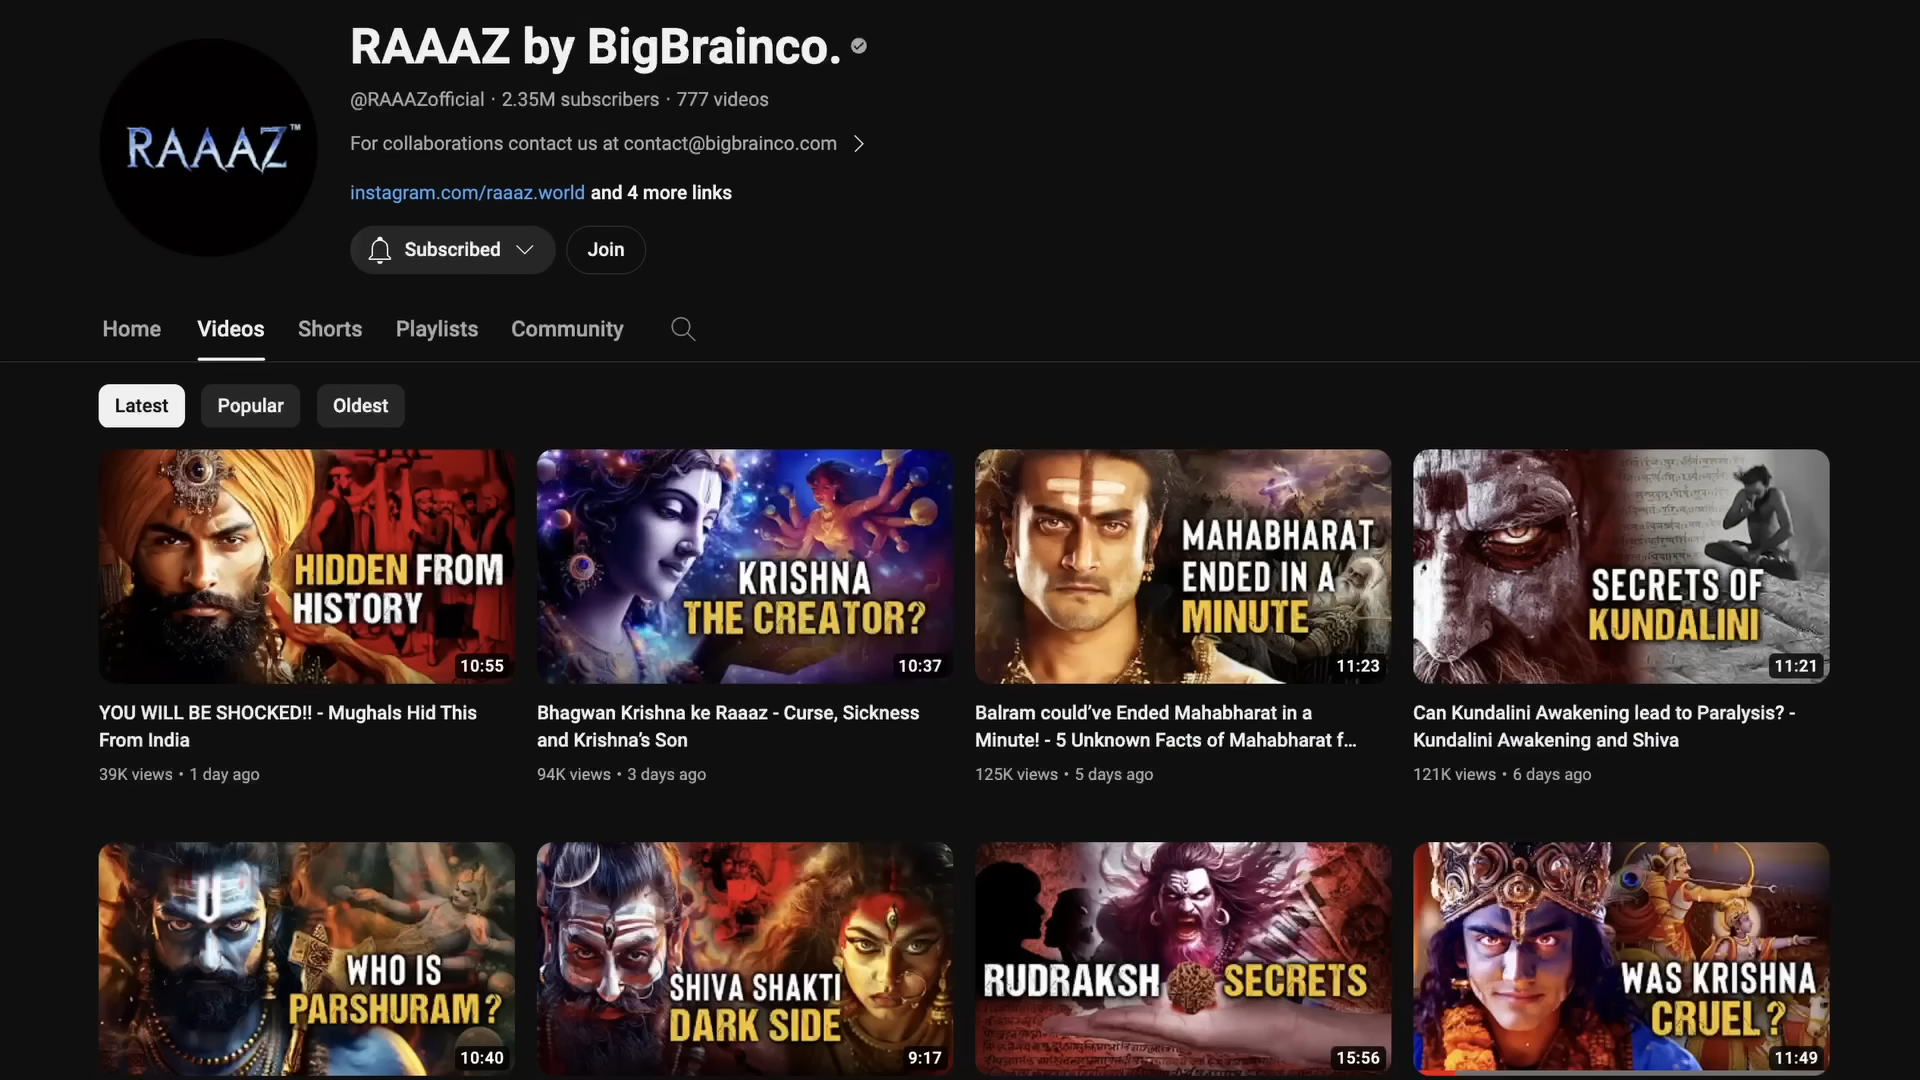 RAAAZ by BigBrainco.
RAAAZ™
@RAAAZofficial · 2.35M subscribers · 777 videos
For collaborations contact us at contact@bigbrainco.com
instagram.com/raaaz.world and 4 more links
Subscribed
Join
Home
Videos
Shorts
Playlists
Community
Latest
Popular
Oldest
HIDDEN FROM
HISTORY
10:55
KRISHNA
THE CREATOR?
10:37
MAHABHARAT
ENDED IN A
MINUTE
11:23
SECRETS OF
KUNDALINI
11:21
YOU WILL BE SHOCKED!! - Mughals Hid This
From India
39K views • 1 day ago
Bhagwan Krishna ke Raaaz - Curse, Sickness
and Krishna’s Son
94K views • 3 days ago
Balram could’ve Ended Mahabharat in a
Minute! - 5 Unknown Facts of Mahabharat f...
125K views • 5 days ago
Can Kundalini Awakening lead to Paralysis? -
Kundalini Awakening and Shiva
121K views • 6 days ago
WHO IS
PARSHURAM?
10:40
SHIVA SHAKTI
DARK SIDE
9:17
RUDRAKSH SECRETS
15:56
WAS KRISHNA
CRUEL?
11:49